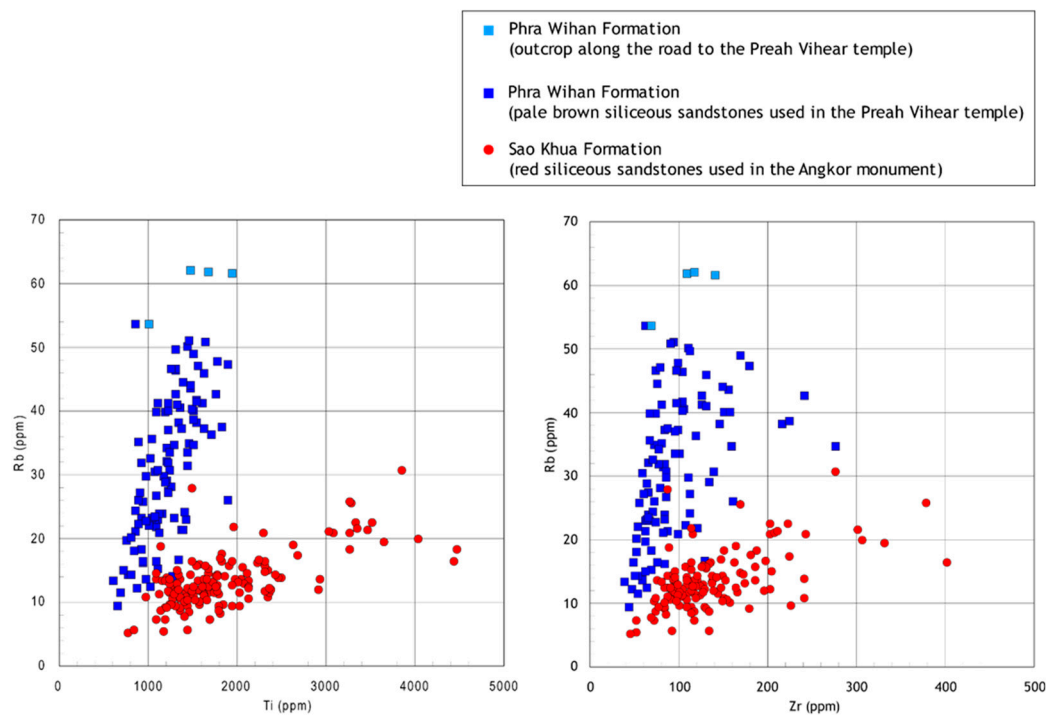 Phra Wihan Formation
(outcrop along the road to the Preah Vihear temple)
Phra Wihan Formation
(pale brown siliceous sandstones used in the Preah Vihear temple)
Sao Khua Formation
(red siliceous sandstones used in the Angkor monument)
70
60
50
40
30
20
10
0
Rb (ppm)
0 1000 2000 3000 4000 5000
Ti (ppm)
70
60
50
40
30
20
10
0
Rb (ppm)
0 100 200 300 400 500
Zr (ppm)